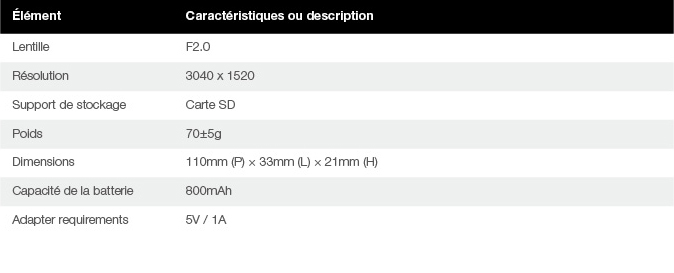 Élément Caractéristiques ou description
Lentille F2.0
Résolution 3040 x 1520
Support de stockage Carte SD
Poids 70±5g
Dimensions 110mm (P) × 33mm (L) × 21mm (H)
Capacité de la batterie 800mAh
Adapter requirements 5V / 1A